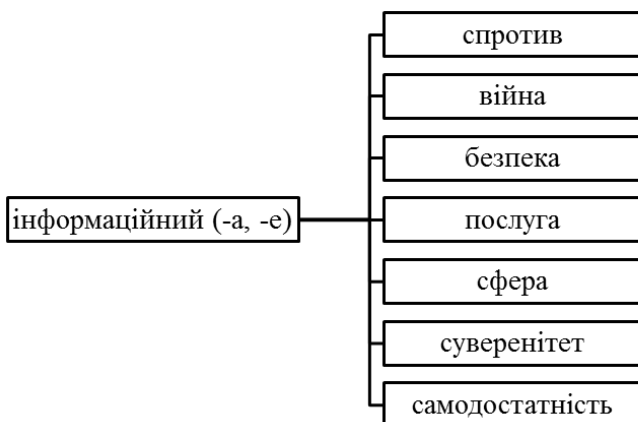 спротив
війна
безпека
інформаційний (-а, -е)
послуга
сфера
суверенітет
самодостатність